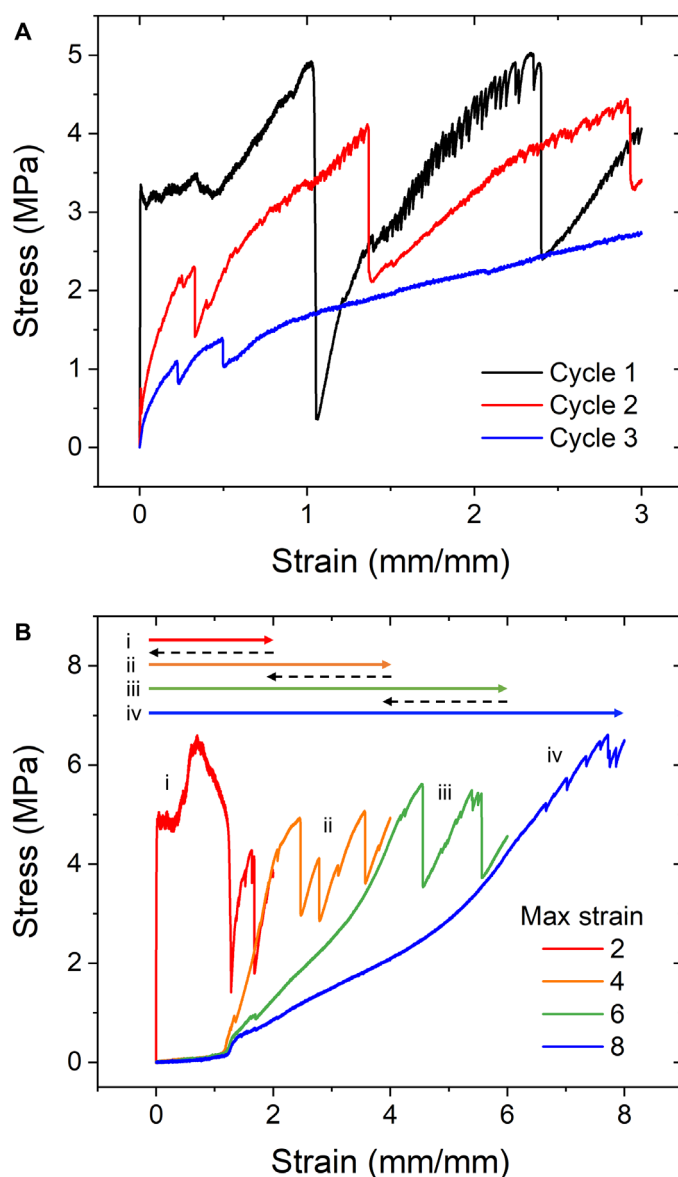 A
5
4
3
2
1
0
Stress (MPa)
Cycle 1
Cycle 2
Cycle 3
0
1
2
3
Strain (mm/mm)
B
i
ii
iii
iv
8
6
4
2
0
Stress (MPa)
i
ii
iii
iv
Max strain
2
4
6
8
0
2
4
6
8
Strain (mm/mm)